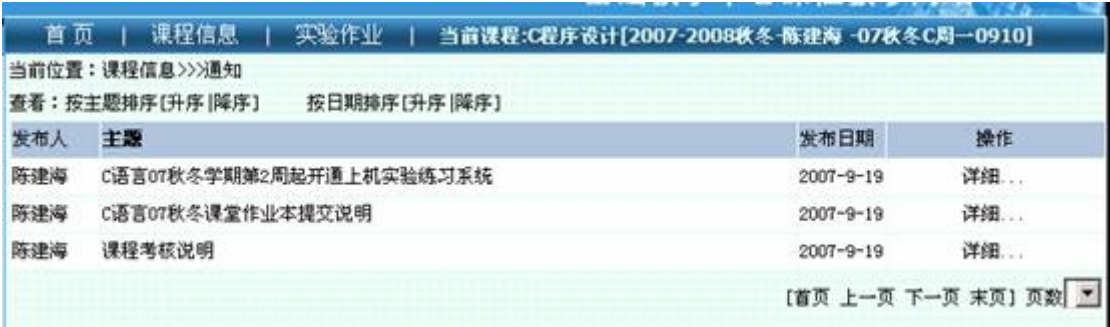 首 页 | 课程信息 | 实验作业 | 当前课程:C程序设计[2007-2008秋冬-陈建海 -07秋冬C周一0910]
当前位置：课程信息>>>通知
查看：按主题排序[升序|降序] 按日期排序[升序|降序]
发布人 主题 发布日期 操作
陈建海 C语言07秋冬学期第2周起开通上机实验练习系统 2007-9-19 详细...
陈建海 C语言07秋冬课堂作业本提交说明 2007-9-19 详细...
陈建海 课程考核说明 2007-9-19 详细...
[首页 上一页 下一页 末页] 页数